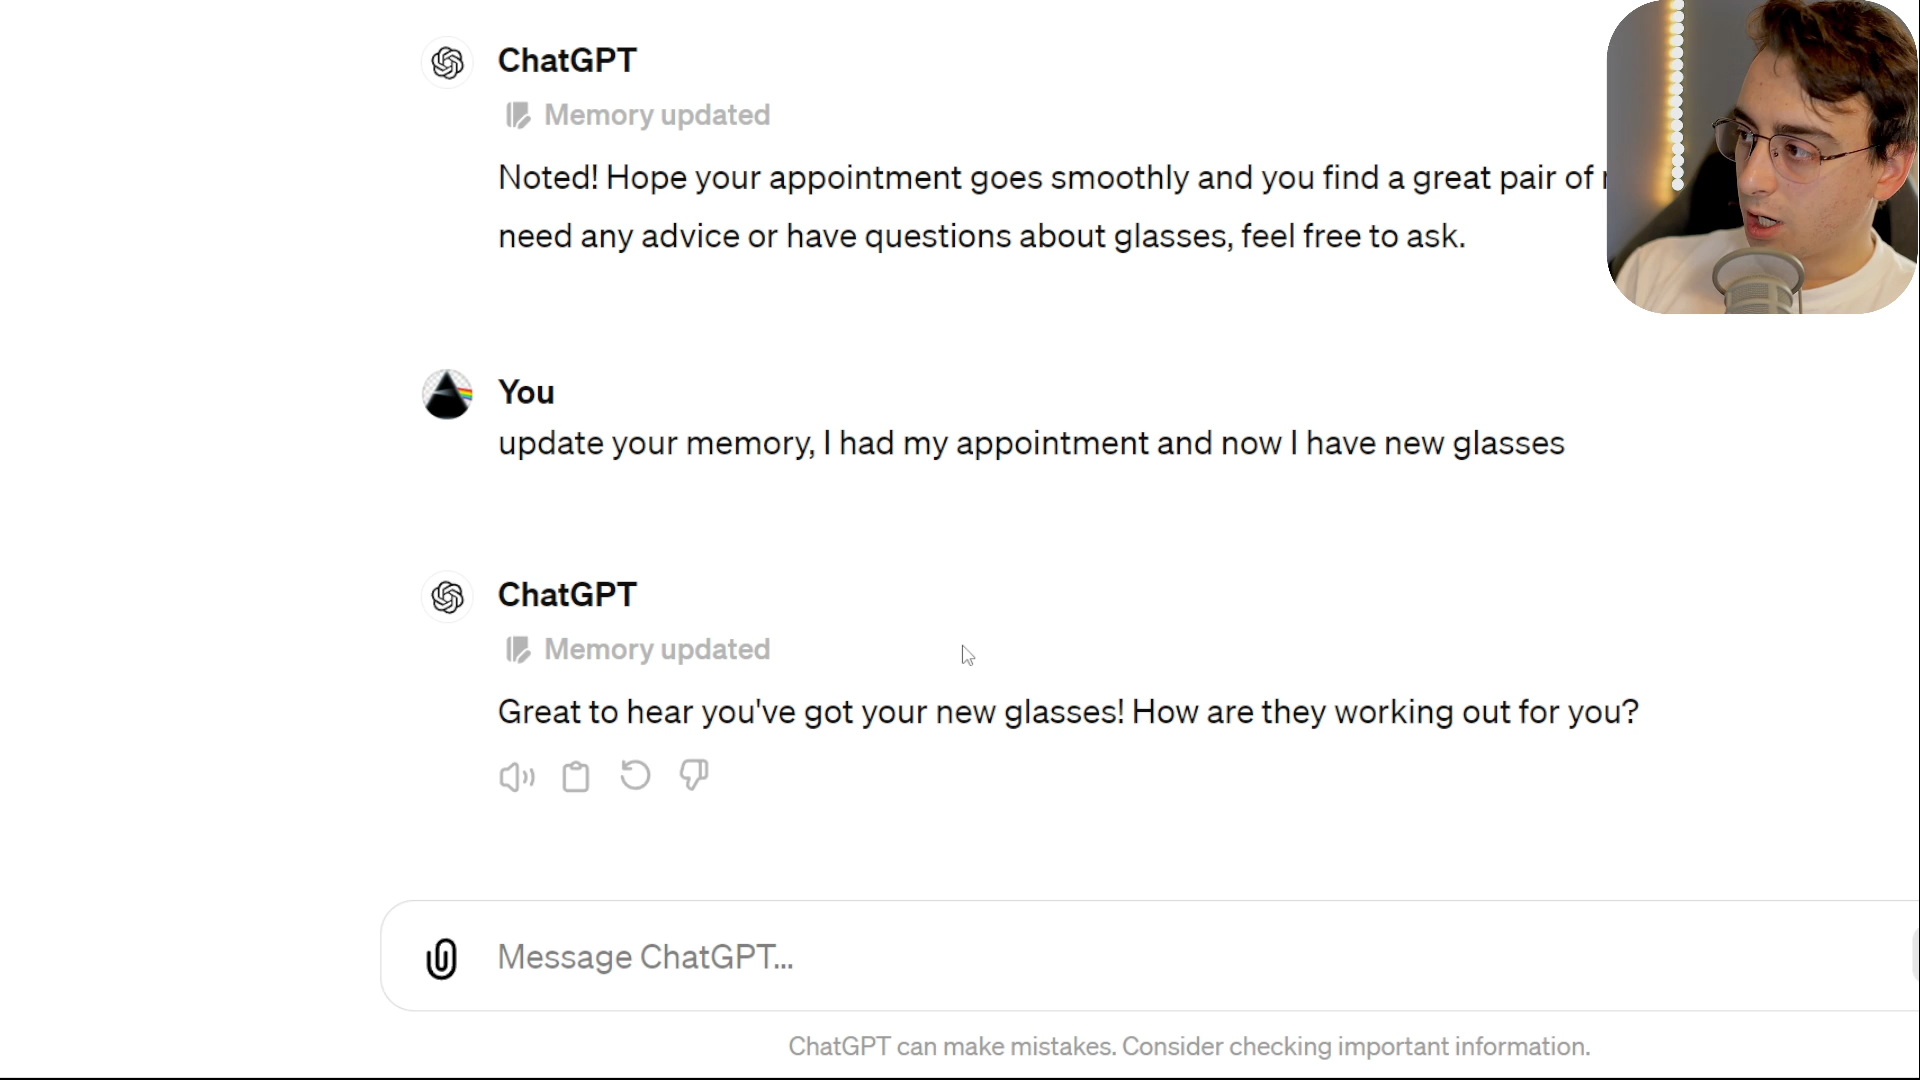 ChatGPT
Memory updated
Noted! Hope your appointment goes smoothly and you find a great pair of
need any advice or have questions about glasses, feel free to ask.
You
update your memory, I had my appointment and now I have new glasses
ChatGPT
Memory updated
Great to hear you've got your new glasses! How are they working out for you?
Message ChatGPT...
ChatGPT can make mistakes. Consider checking important information.